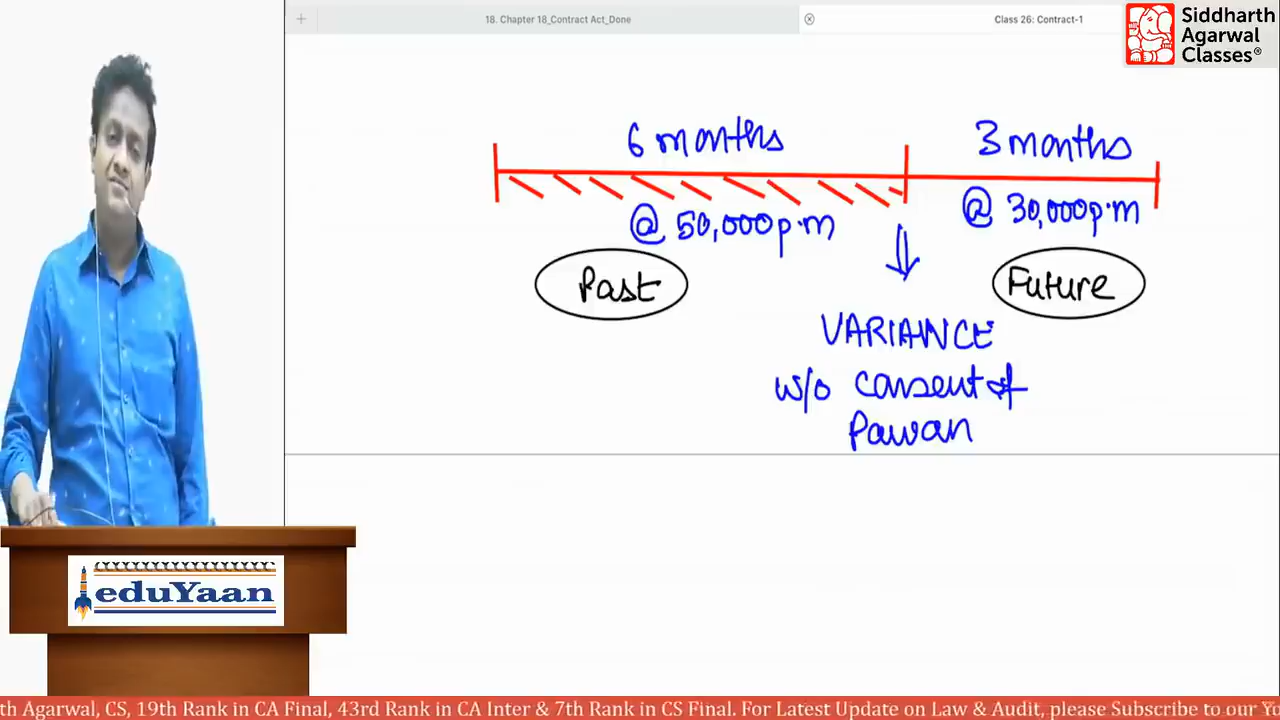 18. Chapter 18_Contract Act_Done
Class 26: Contract-1
Siddharth
Agarwal
Classes®
6 months
3 months
@ 50,000 p.m
@ 30,000 p.m
Past
Future
VARIANCE
w/o consent of
Pawan
eduYaan
th Agarwal, CS, 19th Rank in CA Final, 43rd Rank in CA Inter & 7th Rank in CS Final. For Latest Update on Law & Audit, please Subscribe to our Yo